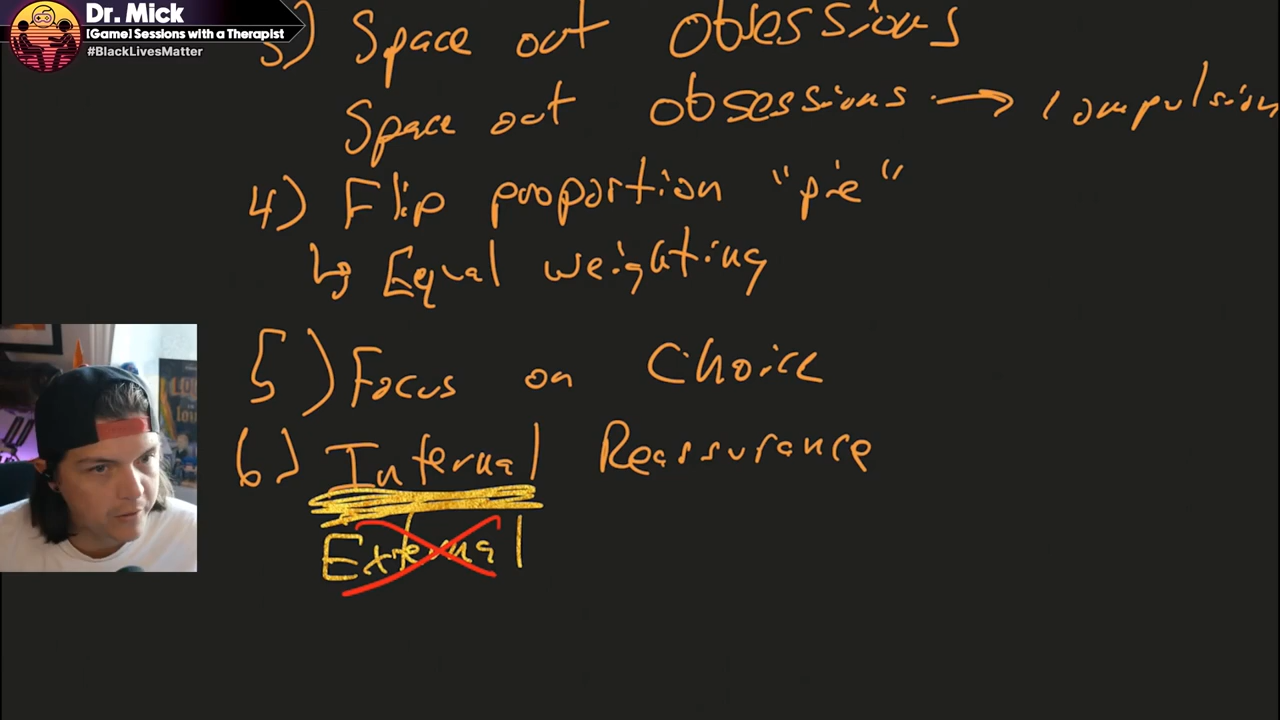 Dr. Mick
[Game] Sessions with a Therapist
#BlackLivesMatter
3) Space out obsessions
Space out obsessions → compulsion
4) Flip proportion "pie"
↳ Equal weighting
5) Focus on Choice
6) Internal Reassurance
External